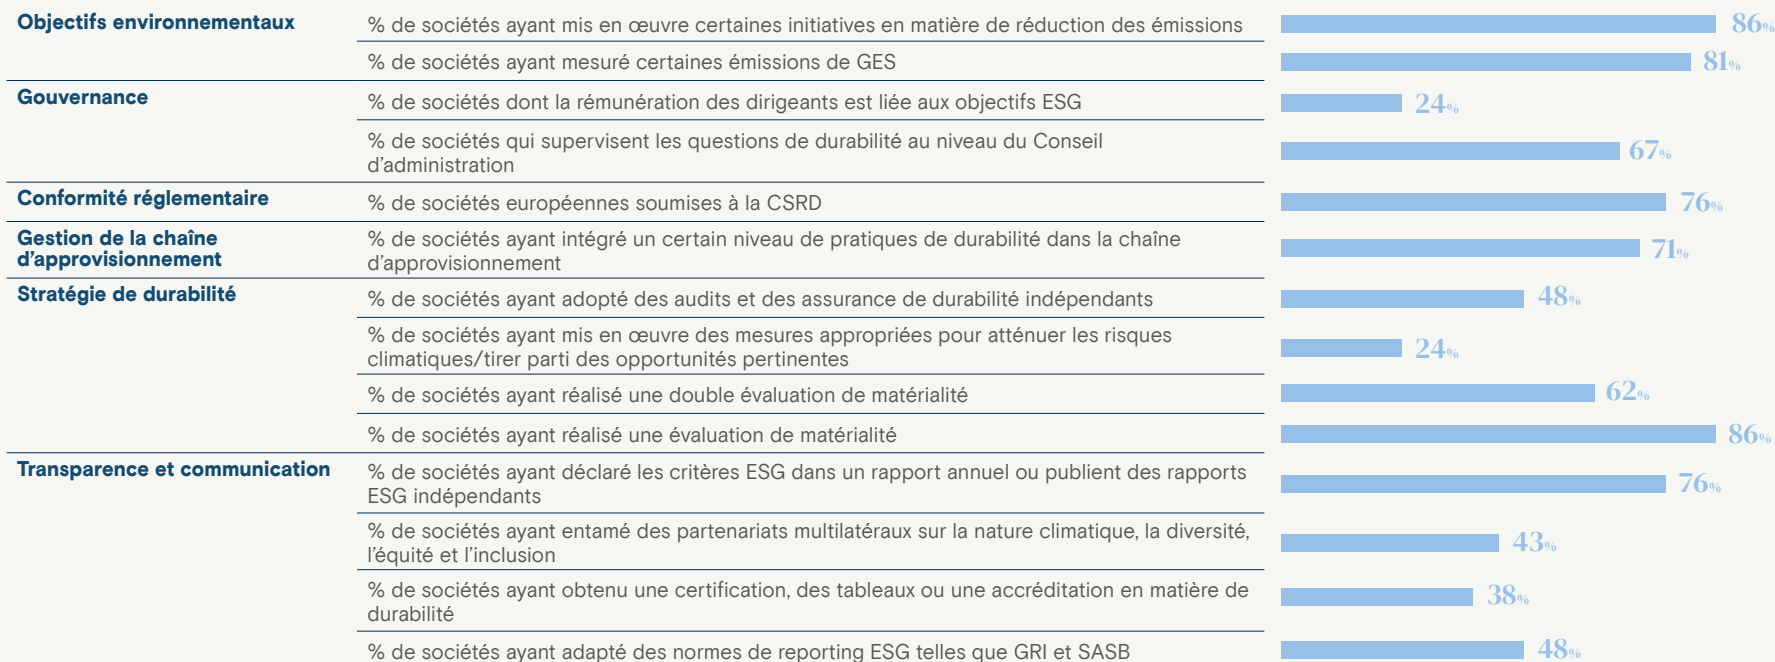 Objectifs environnementaux
% de sociétés ayant mis en œuvre certaines initiatives en matière de réduction des émissions
86%
% de sociétés ayant mesuré certaines émissions de GES
81%
Gouvernance
% de sociétés dont la rémunération des dirigeants est liée aux objectifs ESG
24%
% de sociétés qui supervisent les questions de durabilité au niveau du Conseil
d'administration
67%
Conformité réglementaire
% de sociétés européennes soumises à la CSRD
76%
Gestion de la chaîne
d'approvisionnement
% de sociétés ayant intégré un certain niveau de pratiques de durabilité dans la chaîne
d'approvisionnement
71%
Stratégie de durabilité
% de sociétés ayant adopté des audits et des assurance de durabilité indépendants
48%
% de sociétés ayant mis en œuvre des mesures appropriées pour atténuer les risques
climatiques/tirer parti des opportunités pertinentes
24%
% de sociétés ayant réalisé une double évaluation de matérialité
62%
% de sociétés ayant réalisé une évaluation de matérialité
86%
Transparence et communication
% de sociétés ayant déclaré les critères ESG dans un rapport annuel ou publient des rapports
ESG indépendants
76%
% de sociétés ayant entamé des partenariats multilatéraux sur la nature climatique, la diversité,
l'équité et l'inclusion
43%
% de sociétés ayant obtenu une certification, des tableaux ou une accréditation en matière de
durabilité
38%
% de sociétés ayant adapté des normes de reporting ESG telles que GRI et SASB
48%